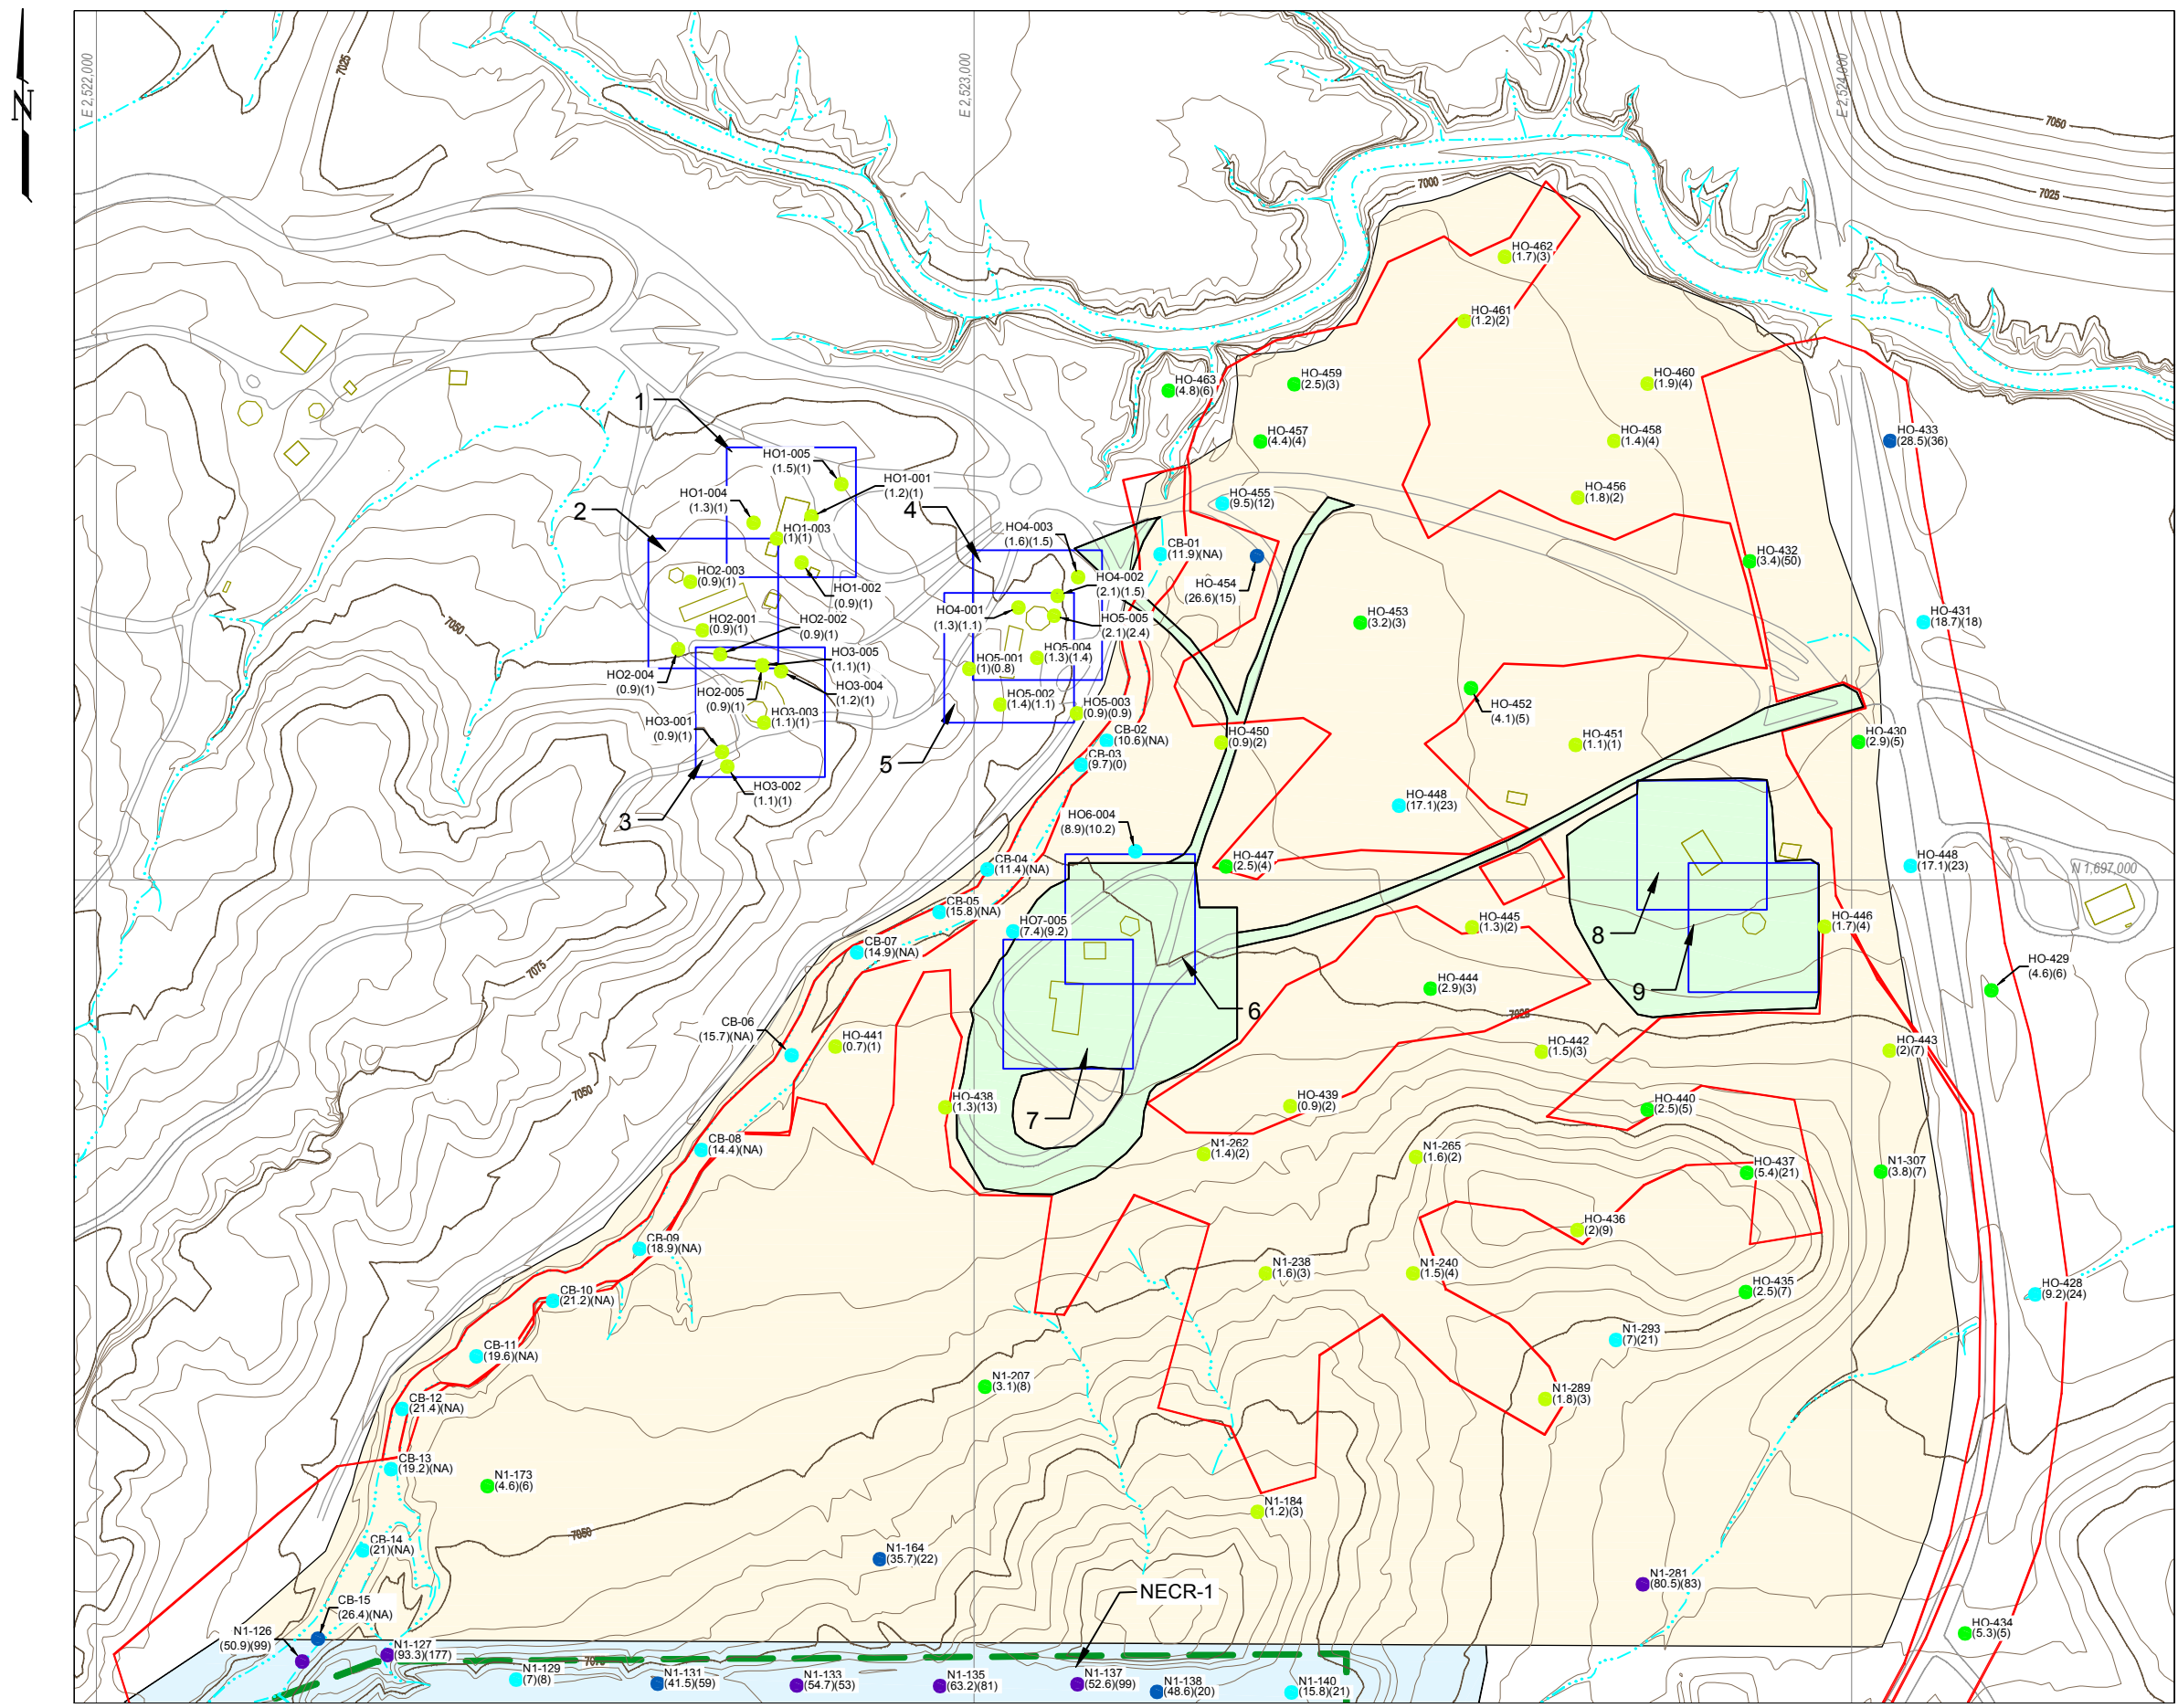 N
E 2,522,000
E 2,523,000
E 2,524,000
N 1,697,000
7025
7050
7025
7000
HO-462
(1.7)(3)
HO-461
(1.2)(2)
HO-463
(4.8)(6)
HO-459
(2.5)(3)
HO-460
(1.9)(4)
1
HO-457
(4.4)(4)
HO-458
(1.4)(4)
HO-433
(28.5)(36)
HO1-005
(1.5)(1)
HO1-001
(1.2)(1)
HO1-004
(1.3)(1)
2
4
HO-455
(9.5)(12)
HO-456
(1.8)(2)
HO1-003
(1)(1)
HO4-003
(1.6)(1.5)
CB-01
(11.9)(NA)
HO-454
(26.6)(15)
HO-432
(3.4)(50)
HO2-003
(0.9)(1)
HO1-002
(0.9)(1)
HO4-002
(2.1)(1.5)
HO4-001
(1.3)(1.1)
HO5-005
(2.1)(2.4)
HO-453
(3.2)(3)
HO-431
(18.7)(18)
7050
HO2-001
(0.9)(1)
HO2-002
(0.9)(1)
HO5-004
(1.3)(1.4)
HO5-001
(1)(0.8)
HO2-004
(0.9)(1)
HO3-005
(1.1)(1)
HO2-005
(0.9)(1)
HO3-004
(1.2)(1)
HO5-002
(1.4)(1.1)
HO5-003
(0.9)(0.9)
HO-452
(4.1)(5)
HO3-003
(1.1)(1)
HO3-001
(0.9)(1)
CB-02
(10.6)(NA)
HO-450
(0.9)(2)
HO-451
(1.1)(1)
HO-430
(2.9)(5)
CB-03
(9.7)(0)
5
HO3-002
(1.1)(1)
3
HO-448
(17.1)(23)
HO6-004
(8.9)(10.2)
CB-04
(11.4)(NA)
HO-447
(2.5)(4)
HO-448
(17.1)(23)
CB-05
(15.8)(NA)
HO7-005
(7.4)(9.2)
HO-445
(1.3)(2)
HO-446
(1.7)(4)
8
CB-07
(14.9)(NA)
7075
HO-444
(2.9)(3)
9
HO-429
(4.6)(6)
6
7025
CB-06
(15.7)(NA)
HO-441
(0.7)(1)
HO-442
(1.5)(3)
HO-443
(2)(7)
7050
HO-438
(1.3)(13)
7
HO-439
(0.9)(2)
HO-440
(2.5)(5)
CB-08
(14.4)(NA)
N1-262
(1.4)(2)
N1-265
(1.6)(2)
HO-437
(5.4)(21)
N1-307
(3.8)(7)
HO-436
(2)(9)
CB-09
(18.9)(NA)
N1-238
(1.6)(3)
N1-240
(1.5)(4)
HO-435
(2.5)(7)
HO-428
(9.2)(24)
CB-10
(21.2)(NA)
N1-293
(7)(21)
CB-11
(19.6)(NA)
N1-207
(3.1)(8)
N1-289
(1.8)(3)
CB-12
(21.4)(NA)
CB-13
(19.2)(NA)
N1-173
(4.6)(6)
N1-184
(1.2)(3)
7050
CB-14
(21)(NA)
N1-164
(35.7)(22)
N1-281
(80.5)(83)
NECR-1
CB-15
(26.4)(NA)
N1-126
(50.9)(99)
HO-434
(5.3)(5)
N1-127
(93.3)(177)
7075
N1-129
(7)(8)
N1-131
(41.5)(59)
N1-133
(54.7)(53)
N1-135
(63.2)(81)
N1-137
(52.6)(99)
N1-138
(48.6)(20)
N1-140
(15.8)(21)